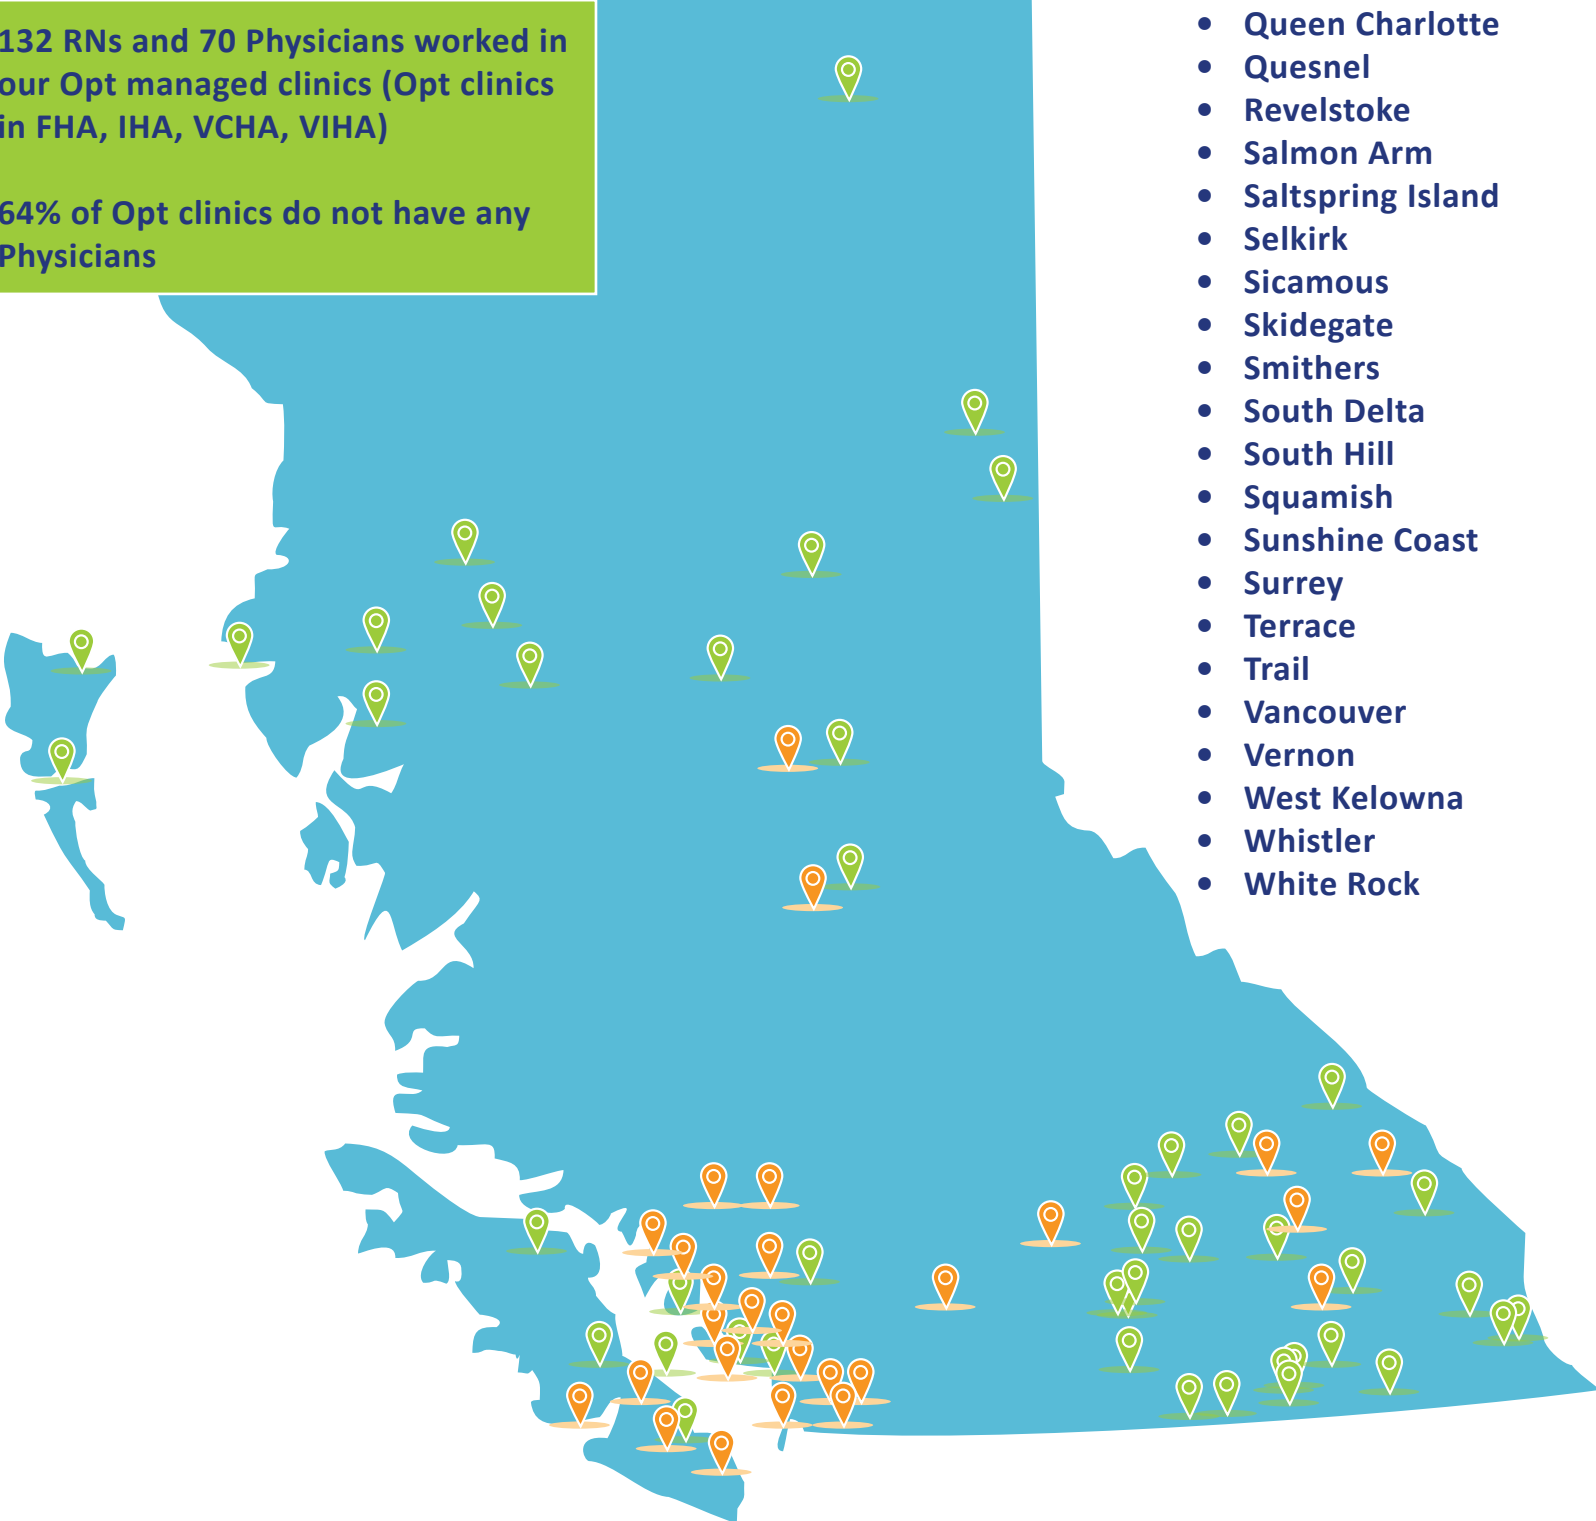 132 RNs and 70 Physicians worked in
our Opt managed clinics (Opt clinics
in FHA, IHA, VCHA, VIHA)
64% of Opt clinics do not have any
Physicians
• Queen Charlotte
• Quesnel
• Revelstoke
• Salmon Arm
• Saltspring Island
• Selkirk
• Sicamous
• Skidegate
• Smithers
• South Delta
• South Hill
• Squamish
• Sunshine Coast
• Surrey
• Terrace
• Trail
• Vancouver
• Vernon
• West Kelowna
• Whistler
• White Rock